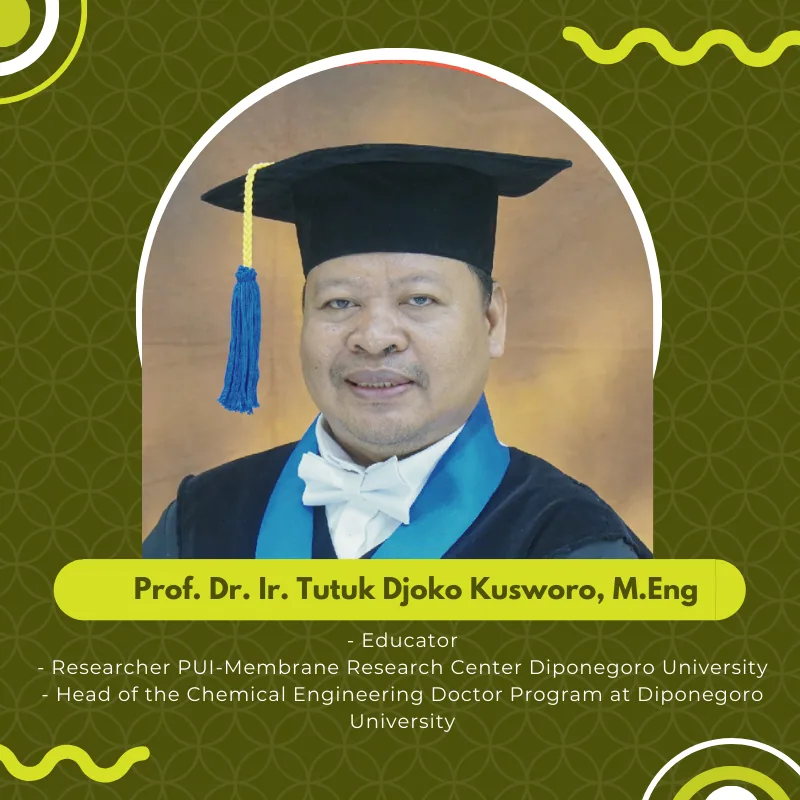 Prof. Dr. Ir. Tutuk Djoko Kusworo, M.Eng
- Educator
- Researcher PUI-Membrane Research Center Diponegoro University
- Head of the Chemical Engineering Doctor Program at Diponegoro
University